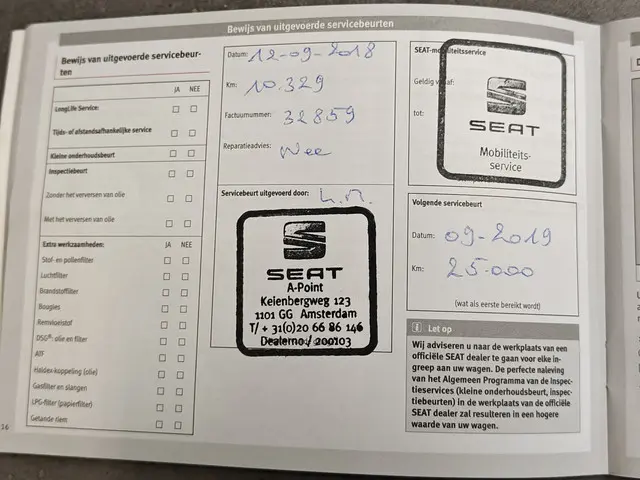 Bewijs van uitgevoerde servicebeurten
Bewijs van uitgevoerde servicebeur-
ten
JA NEE
LongLife Service:
Tijds- of afstandsafhankelijke service
Kleine onderhoudsbeurt
Inspectiebeurt
Zonder het verversen van olie
Met het verversen van olie
Extra werkzaamheden: JA NEE
Stof- en pollenfilter
Luchtfilter
Brandstoffilter
Bougies
Remvloeistof
DSG®: olie en filter
ATF
Haldex-koppeling (olie)
Gasfilter en slangen
LPG-filter (papierfilter)
Getande riem
Datum: 12-09-2018
Km: 10.329
Factuurnummer: 32859
Reparatieadvies: Nee
Servicebeurt uitgevoerd door:
SEAT
A-Point
Keienbergweg 123
1101 GG Amsterdam
T/ + 31(0)20 66 86 146
Dealerno./ 200103
SEAT-mobiliteitsservice
Geldig vanaf:
tot:
SEAT
Mobiliteits-
service
Volgende servicebeurt
Datum: 09-2019
Km: 25.000
(wat als eerste bereikt wordt)
Let op
Wij adviseren u naar de werkplaats van een
officiële SEAT dealer te gaan voor elke in-
greep aan uw wagen. De perfecte naleving
van het Algemeen Programma van de Inspec-
tieservices (kleine onderhoudsbeurt, inspec-
tiebeurten) in de werkplaats van de officiële
SEAT dealer zal resulteren in een hogere
waarde van uw wagen.